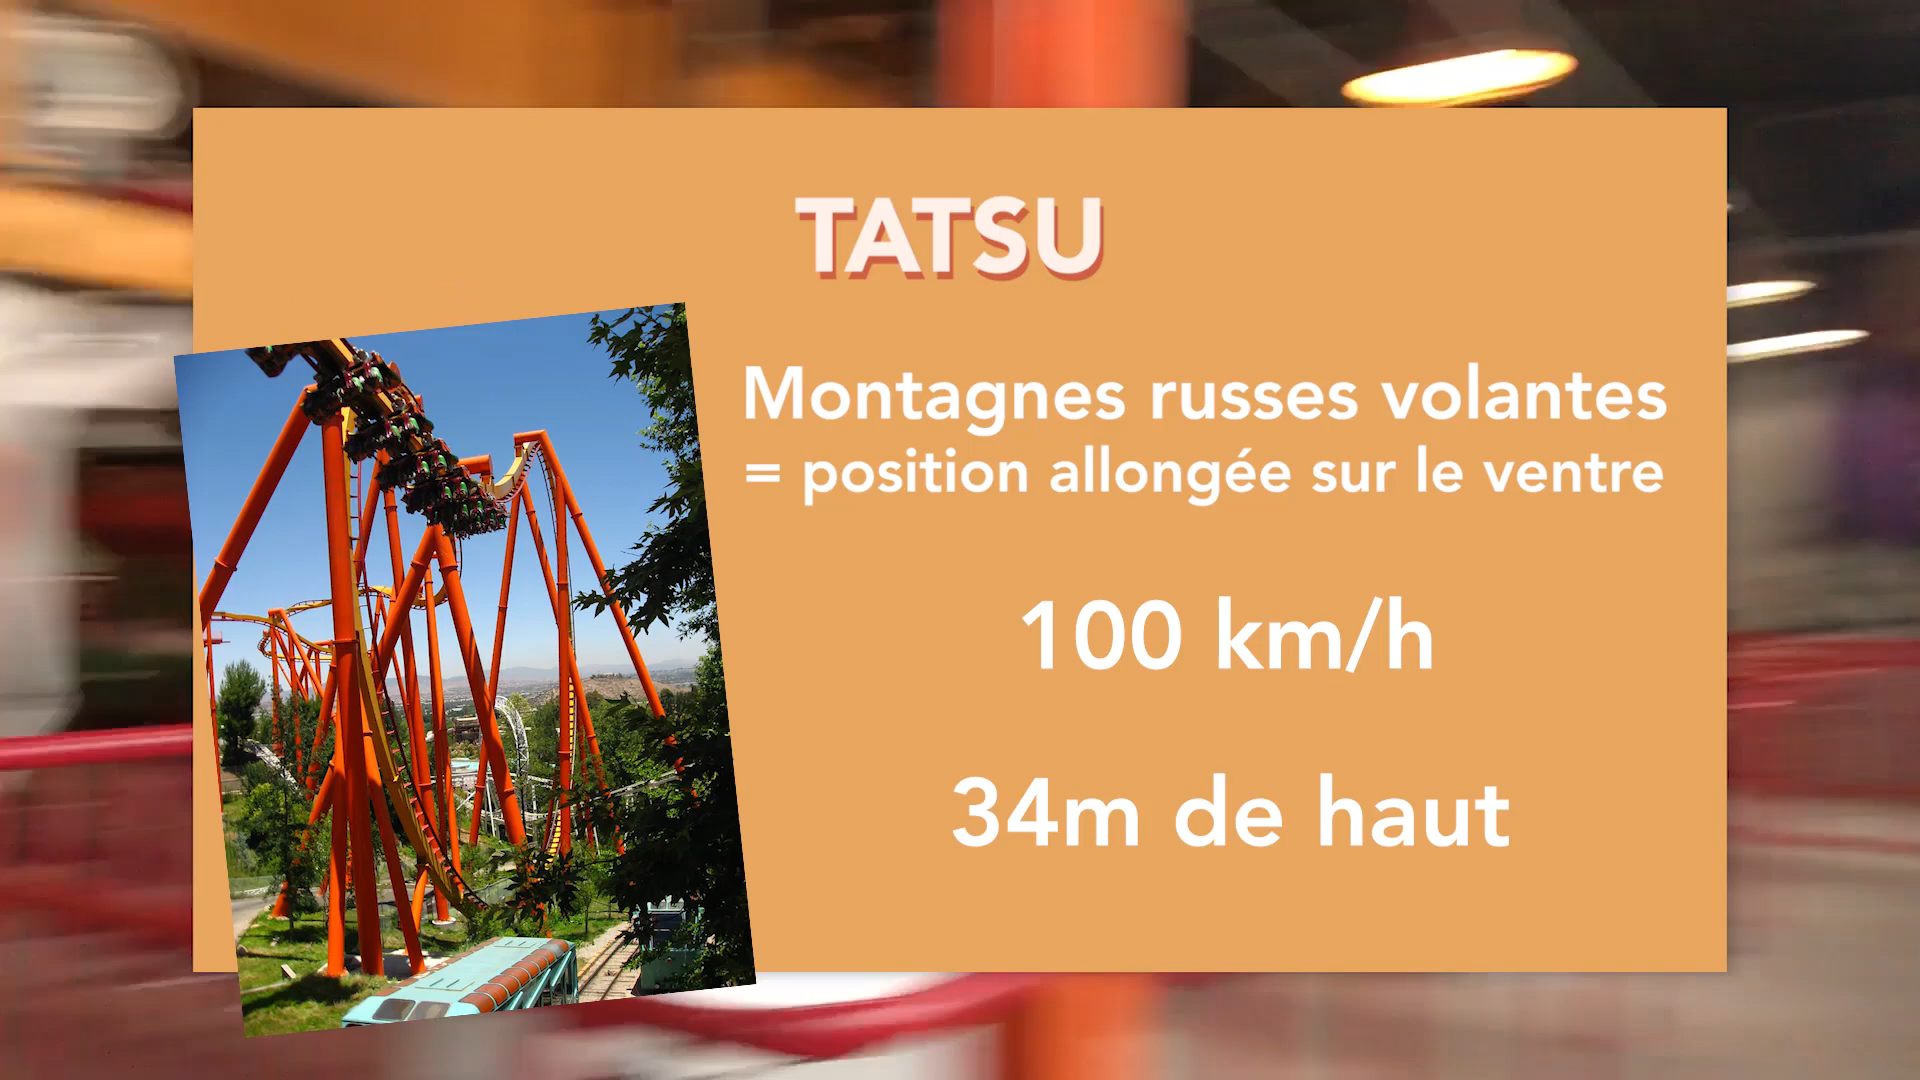 TATSU
Montagnes russes volantes
= position allongée sur le ventre
100 km/h
34m de haut